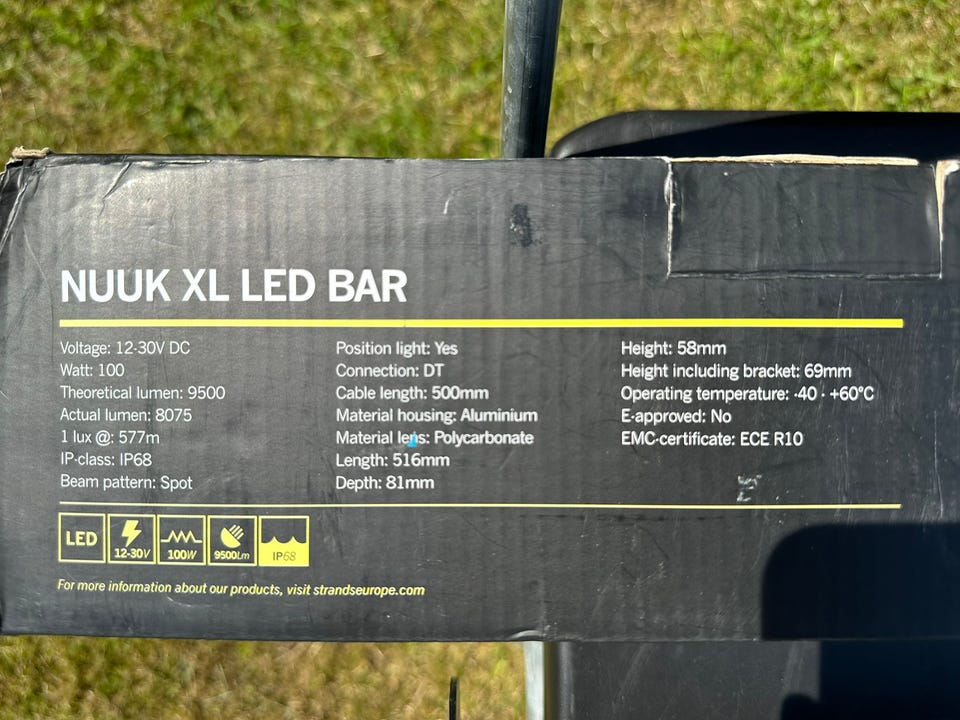 NUUK XL LED BAR
Voltage: 12-30V DC
Watt: 100
Theoretical lumen: 9500
Actual lumen: 8075
1 lux @: 577m
IP-class: IP68
Beam pattern: Spot
Position light: Yes
Connection: DT
Cable length: 500mm
Material housing: Aluminium
Material lens: Polycarbonate
Length: 516mm
Depth: 81mm
Height: 58mm
Height including bracket: 69mm
Operating temperature: -40 - +60°C
E-approved: No
EMC-certificate: ECE R10
LED
12-30V
100W
9500Lm
IP68
For more information about our products, visit strandseurope.com